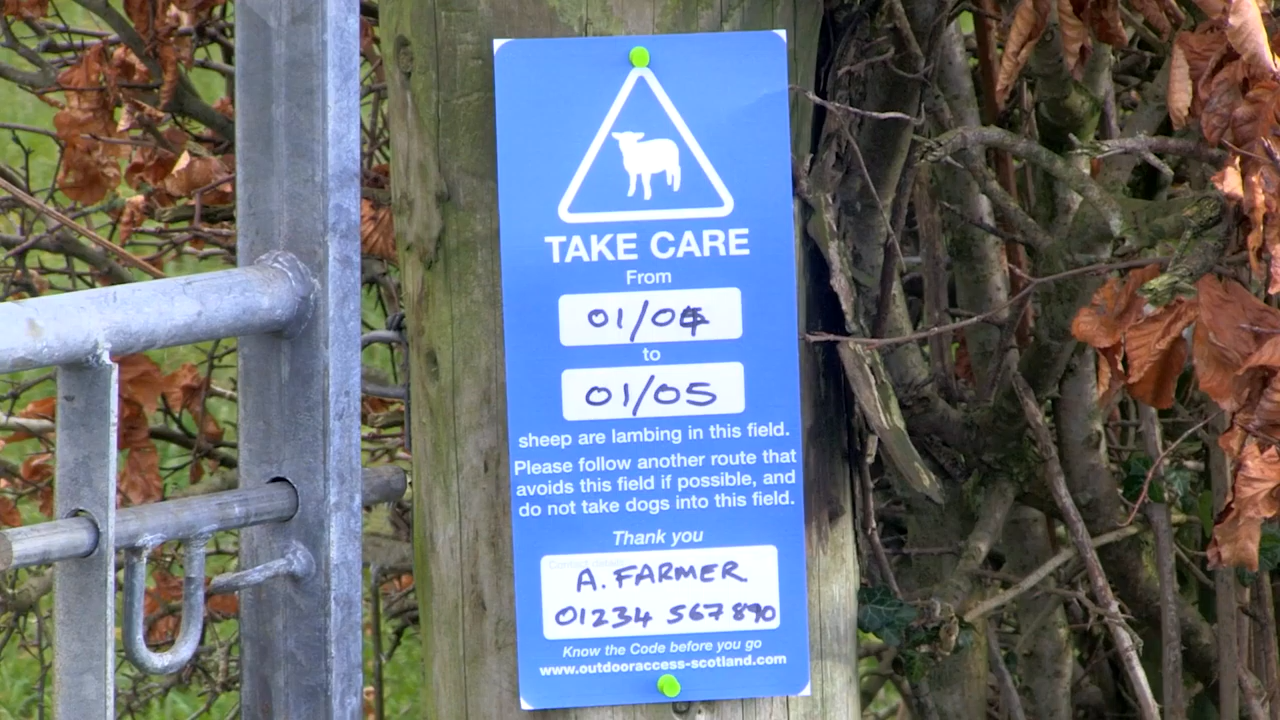 TAKE CARE
From
01/04
to
01/05
sheep are lambing in this field.
Please follow another route that
avoids this field if possible, and
do not take dogs into this field.
Thank you
Contact details
A. FARMER
01234 567890
Know the Code before you go
www.outdooraccess-scotland.com